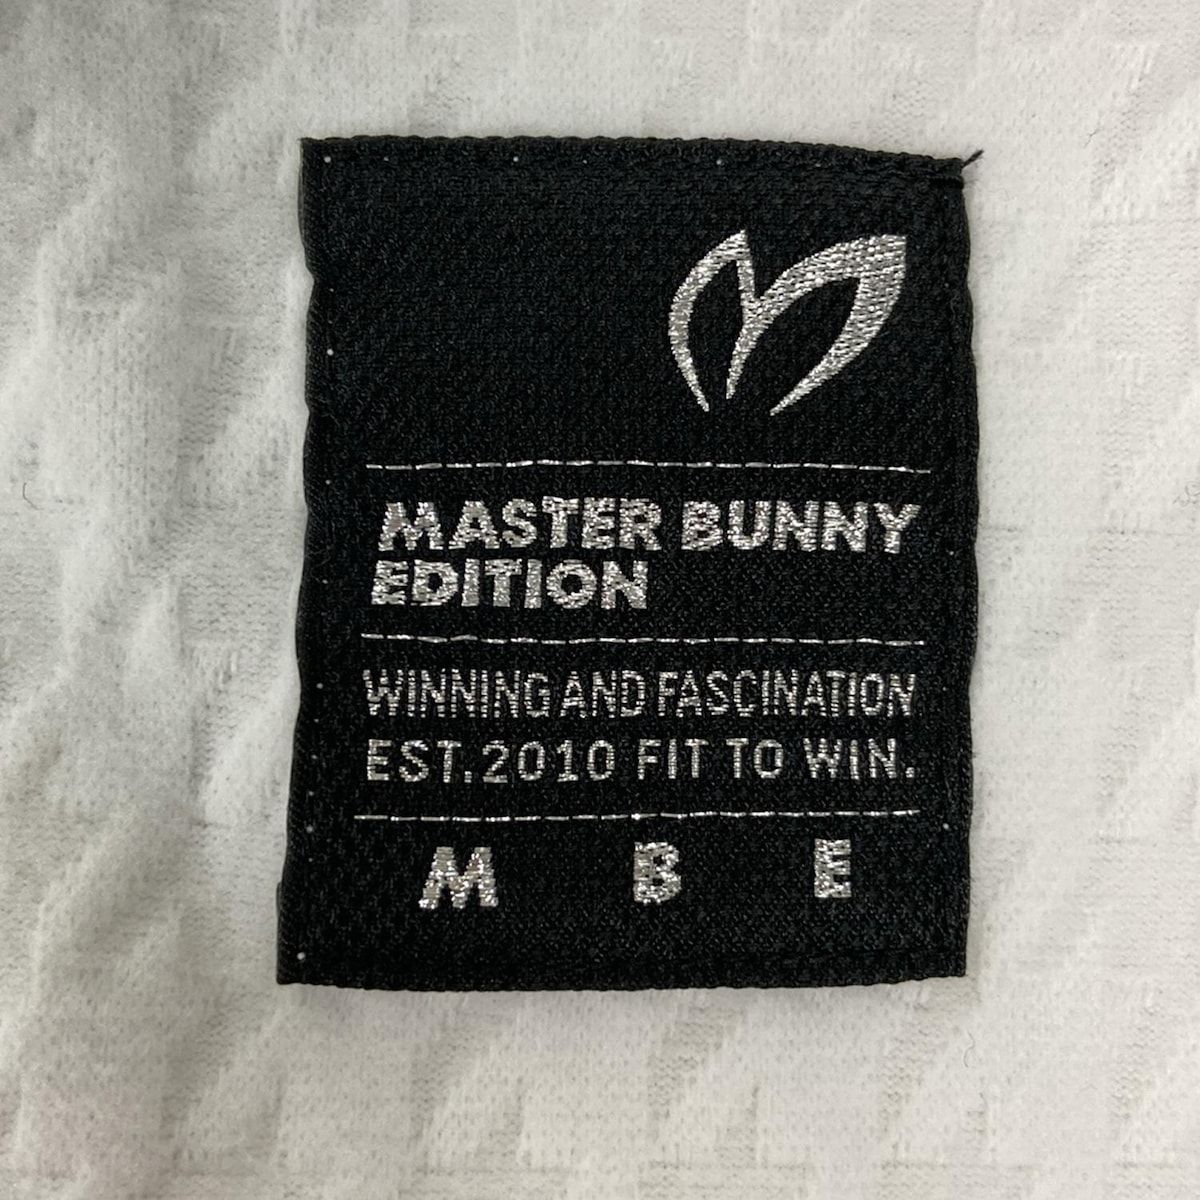 MASTER BUNNY
EDITION
WINNING AND FASCINATION
EST. 2010 FIT TO WIN.
M B E